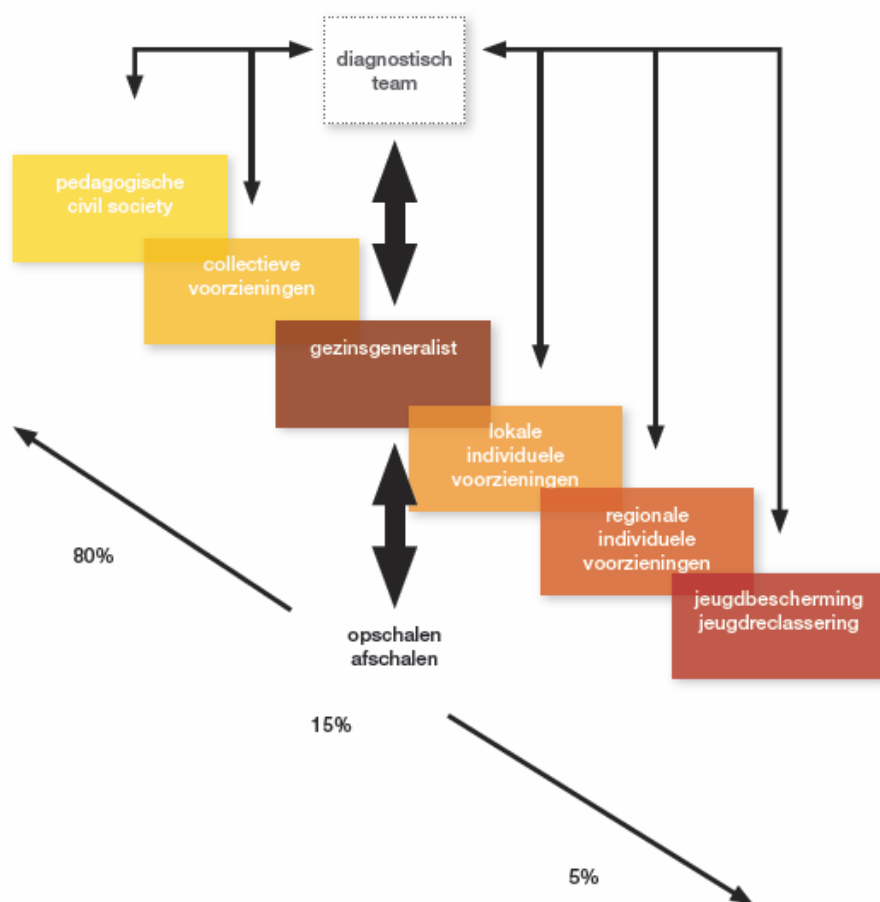 diagnostisch
team
pedagogische
civil society
collectieve
voorzieningen
gezinsgeneralist
lokale
individuele
voorzieningen
regionale
individuele
voorzieningen
jeugdbescherming
jeugdreclassering
80%
opschalen
afschalen
15%
5%